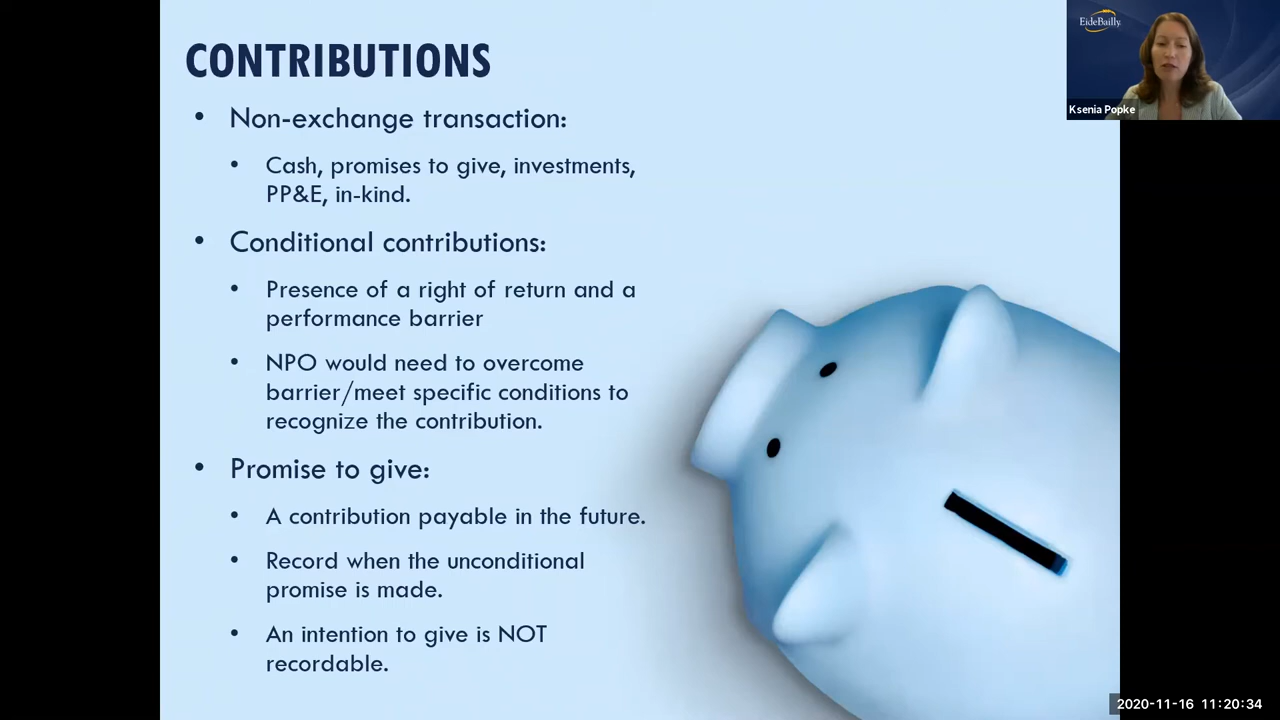 CONTRIBUTIONS
• Non-exchange transaction:
• Cash, promises to give, investments,
PP&E, in-kind.
• Conditional contributions:
• Presence of a right of return and a
performance barrier
• NPO would need to overcome
barrier/meet specific conditions to
recognize the contribution.
• Promise to give:
• A contribution payable in the future.
• Record when the unconditional
promise is made.
• An intention to give is NOT
recordable.
EideBailly
Ksenia Popke
2020-11-16 11:20:34